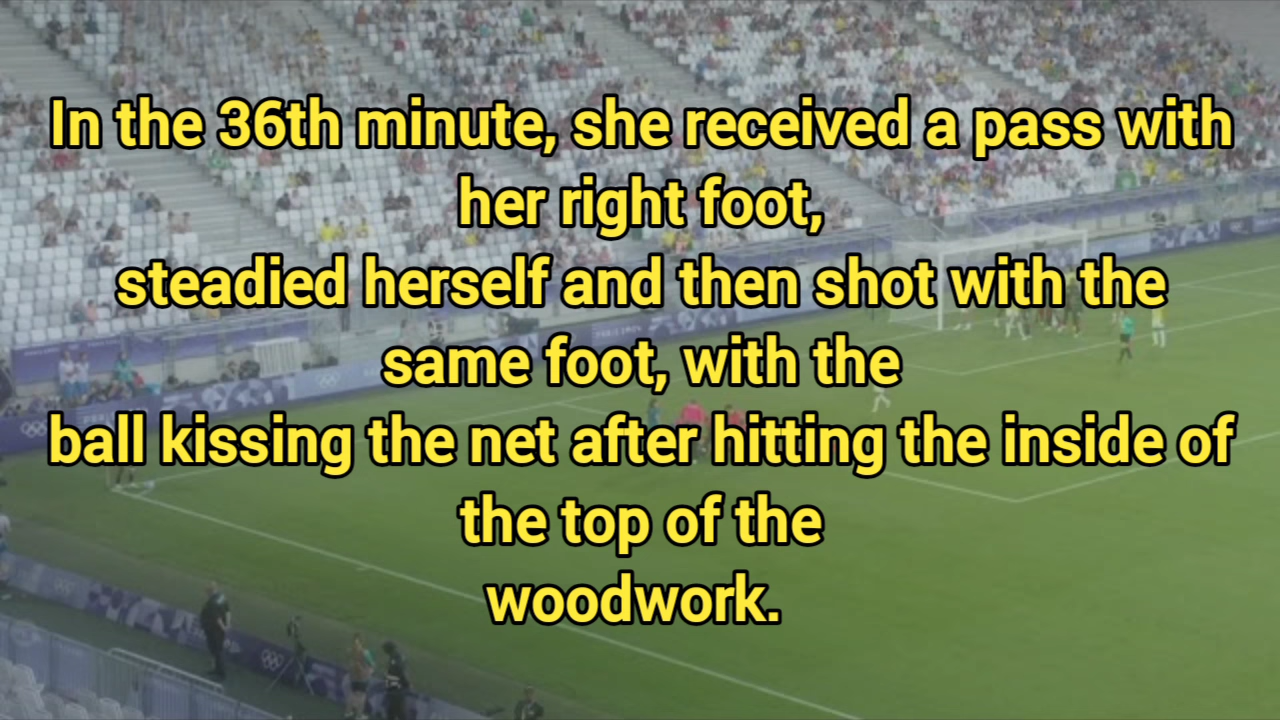 In the 36th minute, she received a pass with
her right foot,
steadied herself and then shot with the
same foot, with the
ball kissing the net after hitting the inside of
the top of the
woodwork.